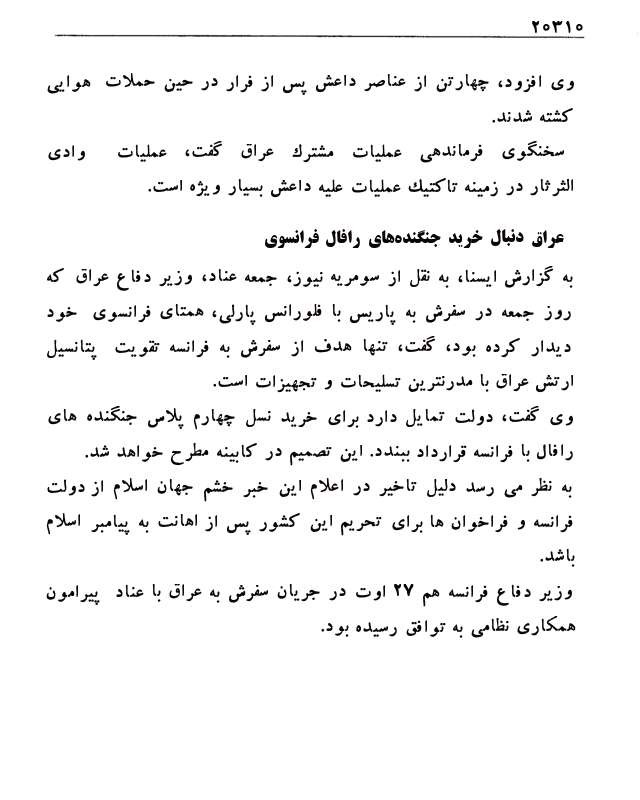 ۲۰۳۱۰
وی افزود، چهارتن از عناصر داعش پس از فرار در حین حملات هوایی
کشته شدند.
سخنگوی فرماندهی عملیات مشترك عراق گفت، عملیات وادی
الثرثار در زمینه تاکتیك عملیات علیه داعش بسیار ویژه است.
عراق دنبال خرید جنگنده‌های رافال فرانسوی
به گزارش ایسنا، به نقل از سومریه نیوز، جمعه عناد، وزیر دفاع عراق که
روز جمعه در سفرش به پاریس با فلورانس پارلی، همتای فرانسوی خود
دیدار کرده بود، گفت، تنها هدف از سفرش به فرانسه تقویت پتانسیل
ارتش عراق با مدرنترین تسلیحات و تجهیزات است.
وی گفت، دولت تمایل دارد برای خرید نسل چهارم پلاس جنگنده های
رافال با فرانسه قرارداد ببندد. این تصمیم در کابینه مطرح خواهد شد.
به نظر می رسد دلیل تاخیر در اعلام این خبر خشم جهان اسلام از دولت
فرانسه و فراخوان ها برای تحریم این کشور پس از اهانت به پیامبر اسلام
باشد.
وزیر دفاع فرانسه هم ۲۷ اوت در جریان سفرش به عراق با عناد پیرامون
همکاری نظامی به توافق رسیده بود.